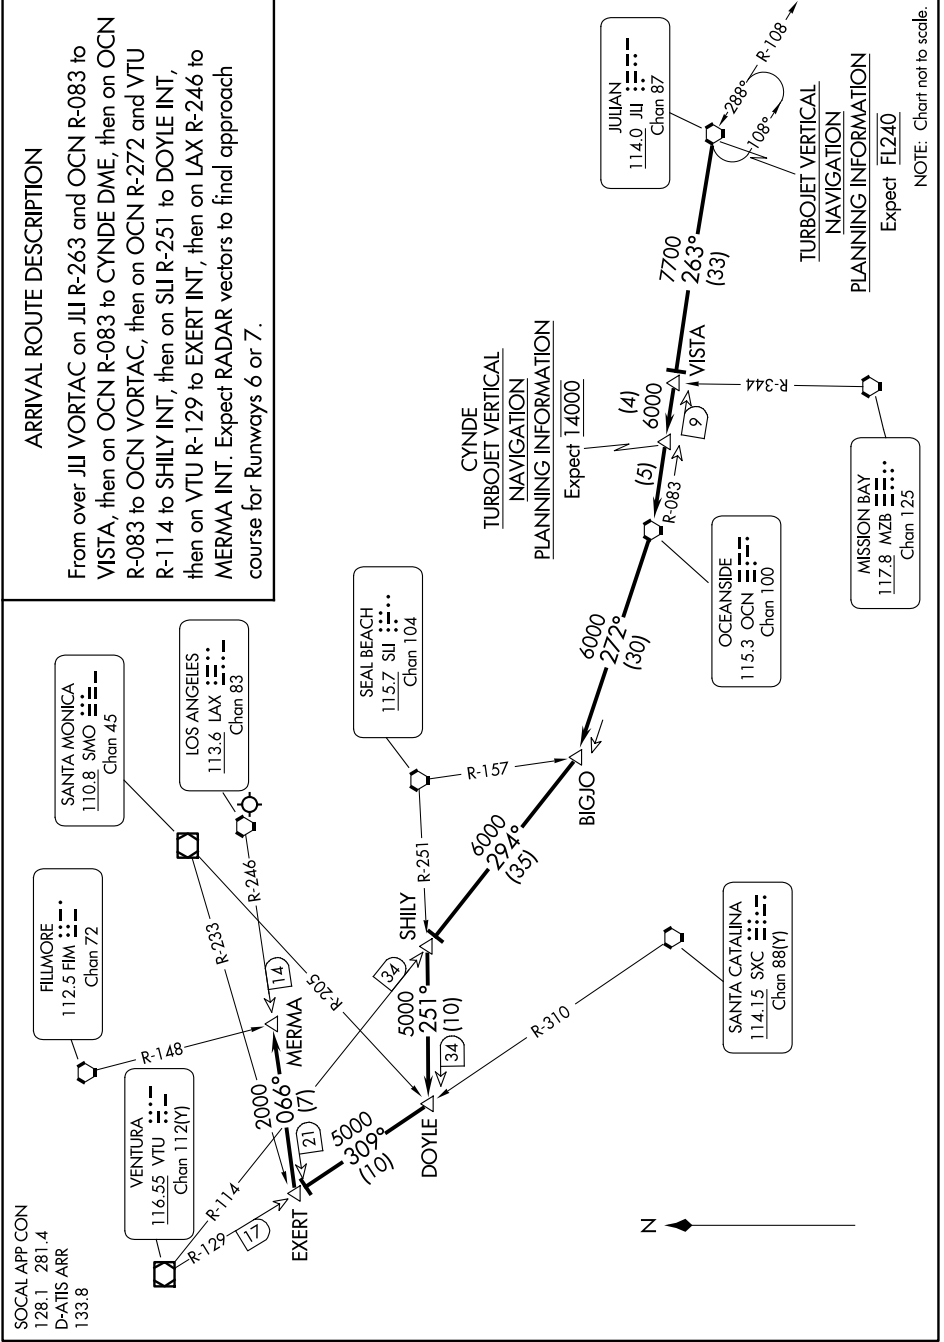 SOCAL APP CON
128.1 281.4
D-ATIS ARR
133.8
ARRIVAL ROUTE DESCRIPTION
From over JLI VORTAC on JLI R-263 and OCN R-083 to
VISTA, then on OCN R-083 to CYNDE DME, then on OCN
R-083 to OCN VORTAC, then on OCN R-272 and VTU
R-114 to SHILY INT, then on SLI R-251 to DOYLE INT,
then on VTU R-129 to EXERT INT, then on LAX R-246 to
MERMA INT. Expect RADAR vectors to final approach
course for Runways 6 or 7.
FILLMORE
112.5 FIM
Chan 72
SANTA MONICA
110.8 SMO
Chan 45
LOS ANGELES
113.6 LAX
Chan 83
VENTURA
116.55 VTU
Chan 112(Y)
SEAL BEACH
115.7 SLI
Chan 104
SANTA CATALINA
114.15 SXC
Chan 88(Y)
OCEANSIDE
115.3 OCN
Chan 100
MISSION BAY
117.8 MZB
Chan 125
JULIAN
114.0 JLI
Chan 87
R-148
R-233
R-246
R-205
R-114
R-129
17
14
21
34
34
EXERT
2000
066°
(7)
MERMA
5000
309°
(10)
DOYLE
5000
251°
(10)
SHILY
R-251
R-157
R-310
6000
294°
(35)
BIGJO
6000
272°
(30)
R-083
(5)
(4)
6000
9
VISTA
R-344
7700
263°
(33)
288°
108°
R-108
CYNDE
TURBOJET VERTICAL
NAVIGATION
PLANNING INFORMATION
Expect 14000
TURBOJET VERTICAL
NAVIGATION
PLANNING INFORMATION
Expect FL240
N
NOTE: Chart not to scale.